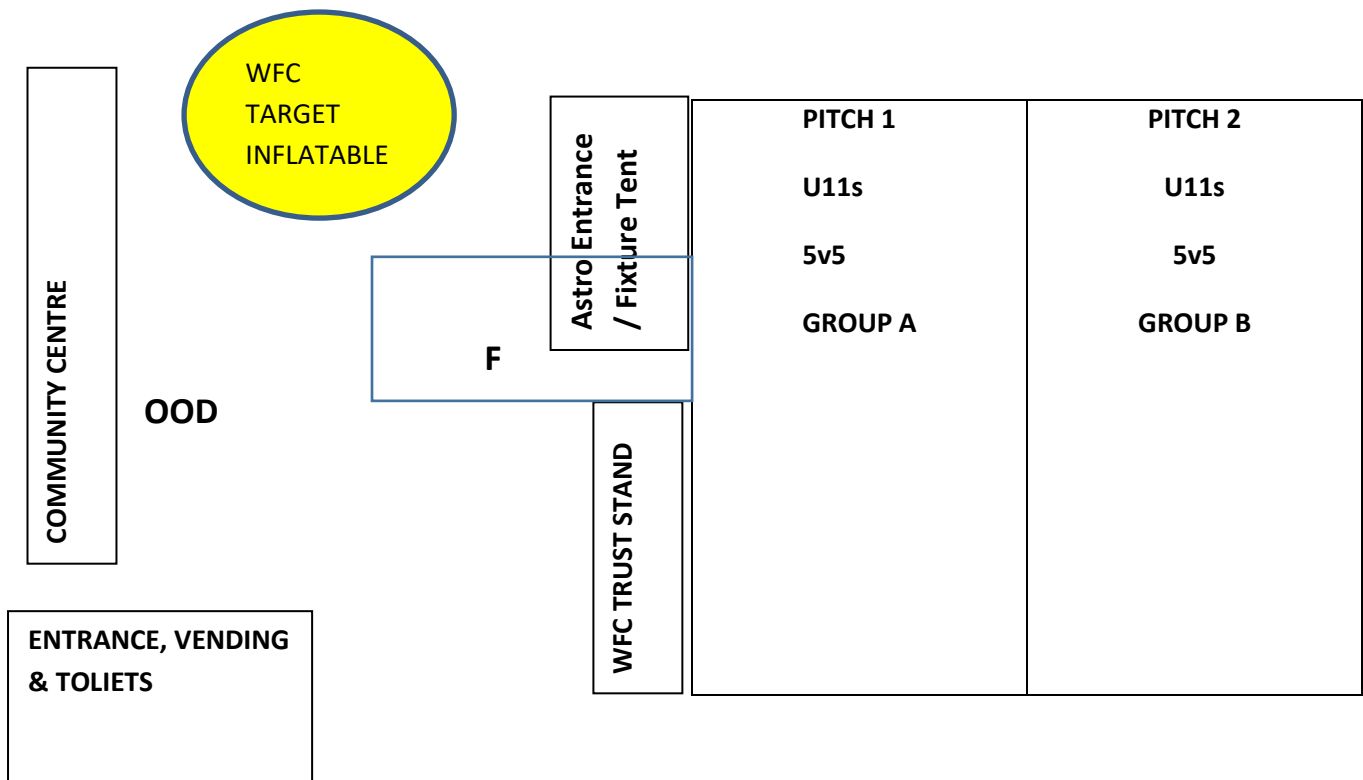 WFC
TARGET
INFLATABLE
COMMUNITY CENTRE
OOD
F
Astro Entrance
/ Fixture Tent
WFC TRUST STAND
PITCH 1
U11s
5v5
GROUP A
PITCH 2
U11s
5v5
GROUP B
ENTRANCE, VENDING
& TOLIETS